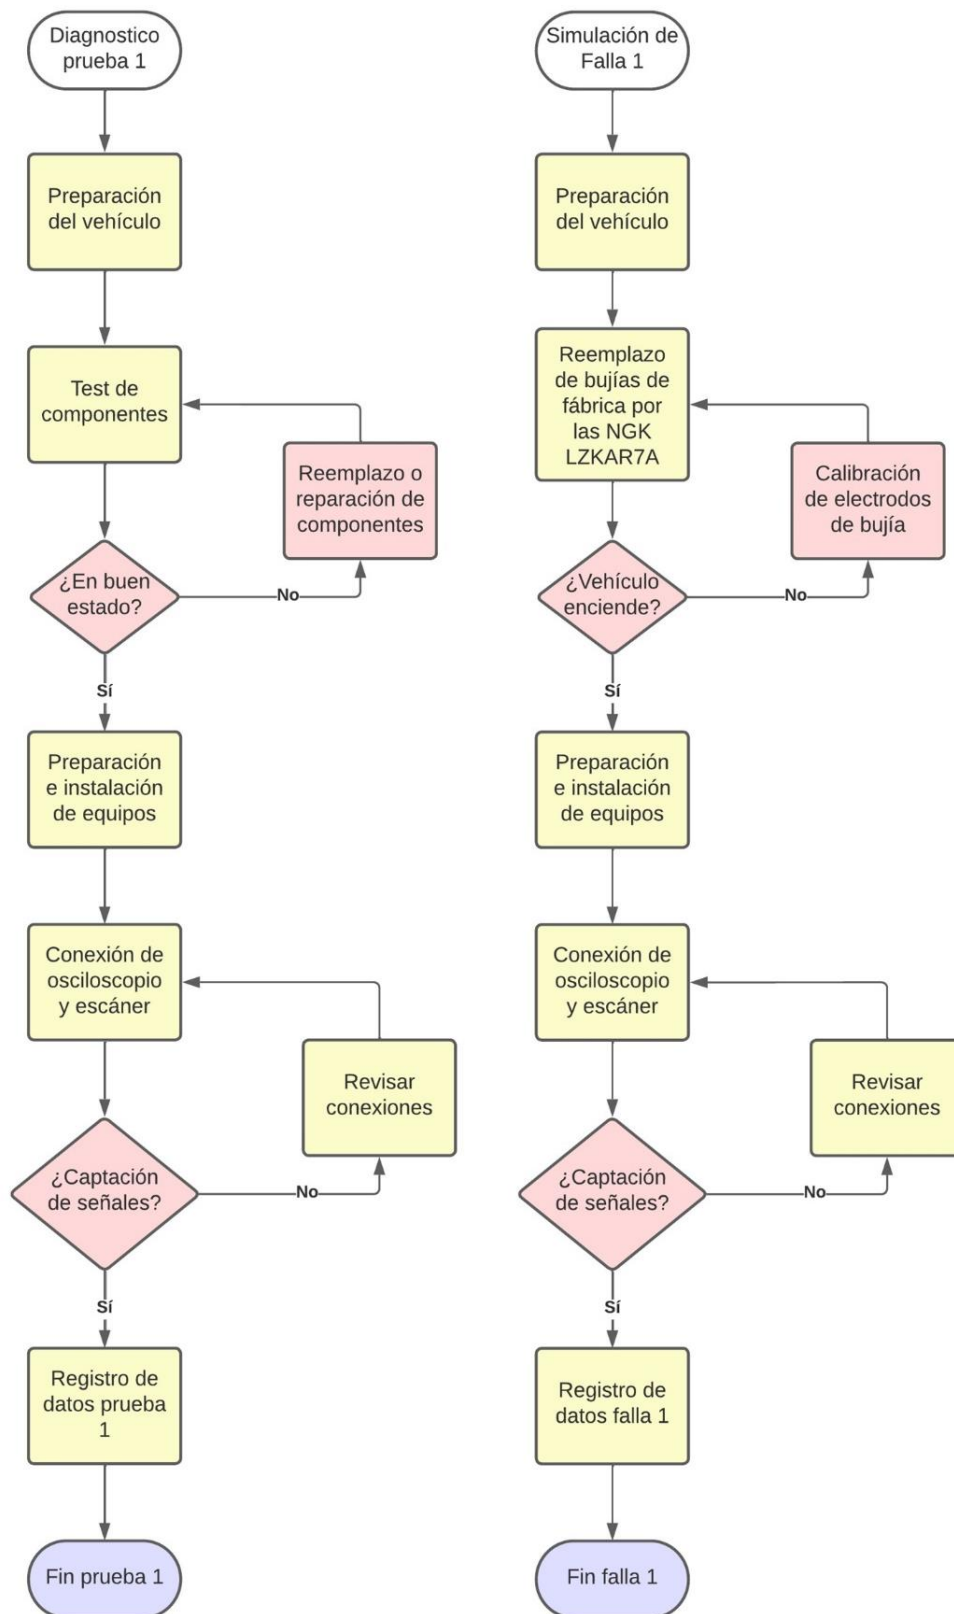 Diagnostico
prueba 1
Preparación
del vehículo
Test de
componentes
Reemplazo o
reparación de
componentes
¿En buen
estado?
No
Sí
Preparación
e instalación
de equipos
Conexión de
osciloscopio
y escáner
Revisar
conexiones
¿Captación
de señales?
No
Sí
Registro de
datos prueba
1
Fin prueba 1
Simulación de
Falla 1
Preparación
del vehículo
Reemplazo
de bujías de
fábrica por
las NGK
LZKAR7A
Calibración
de electrodos
de bujía
¿Vehículo
enciende?
No
Sí
Preparación
e instalación
de equipos
Conexión de
osciloscopio
y escáner
Revisar
conexiones
¿Captación
de señales?
No
Sí
Registro de
datos falla 1
Fin falla 1